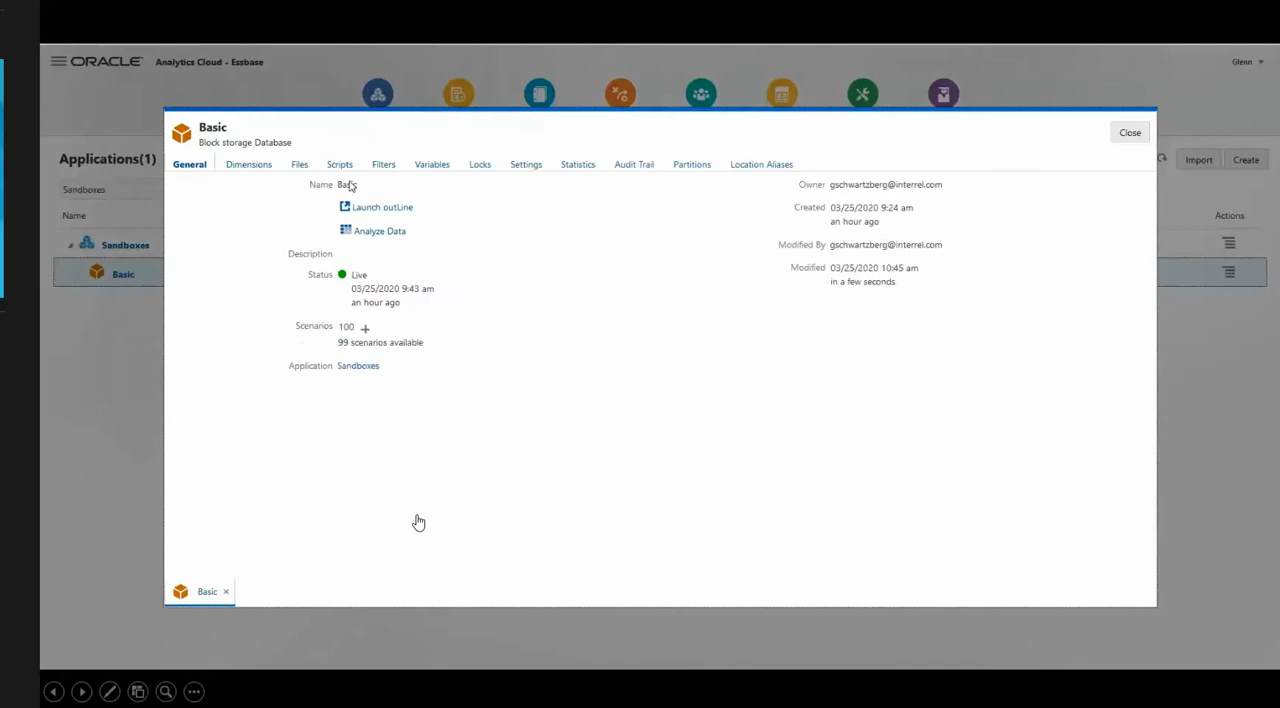 ORACLE Analytics Cloud - Essbase
Glenn
Applications(1)
Import
Create
Sandboxes
Name
Actions
Sandboxes
Basic
Basic
Block storage Database
Close
General Dimensions Files Scripts Filters Variables Locks Settings Statistics Audit Trail Partitions Location Aliases
Name Basic
Launch outLine
Analyze Data
Description
Status Live
03/25/2020 9:43 am
an hour ago
Scenarios 100 +
99 scenarios available
Application Sandboxes
Owner gschwartzberg@interrel.com
Created 03/25/2020 9:24 am
an hour ago
Modified By gschwartzberg@interrel.com
Modified 03/25/2020 10:45 am
in a few seconds.
Basic ×